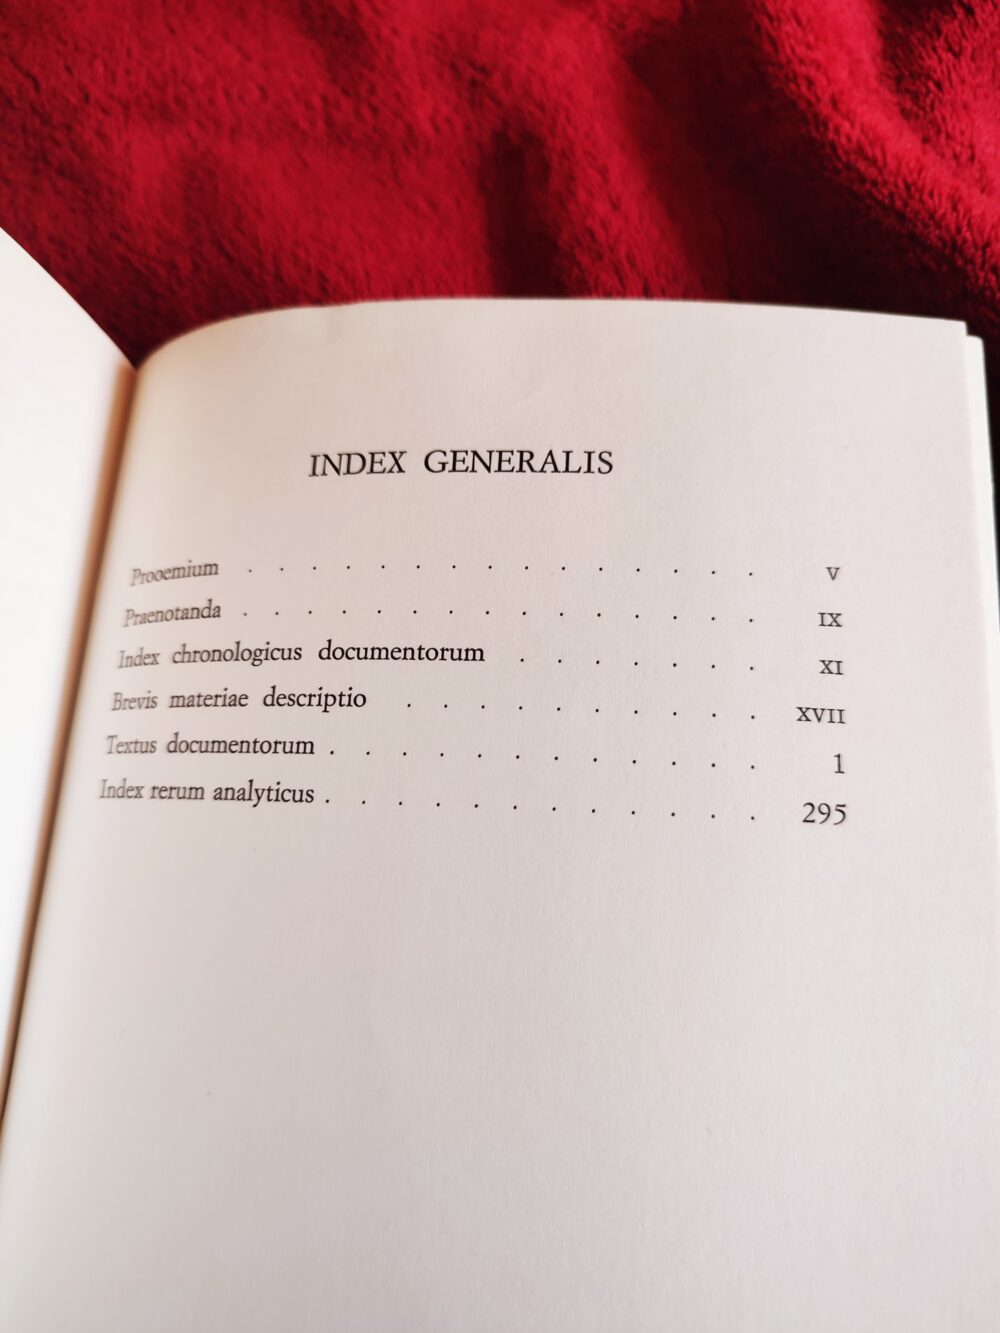 INDEX GENERALIS
Prooemium . . . . . . . . . . . . . . . V
Praenotanda . . . . . . . . . . . . . . . IX
Index chronologicus documentorum . . . . . . . XI
Brevis materiae descriptio . . . . . . . . . . XVII
Textus documentorum . . . . . . . . . . . . 1
Index rerum analyticus . . . . . . . . . . . . 295